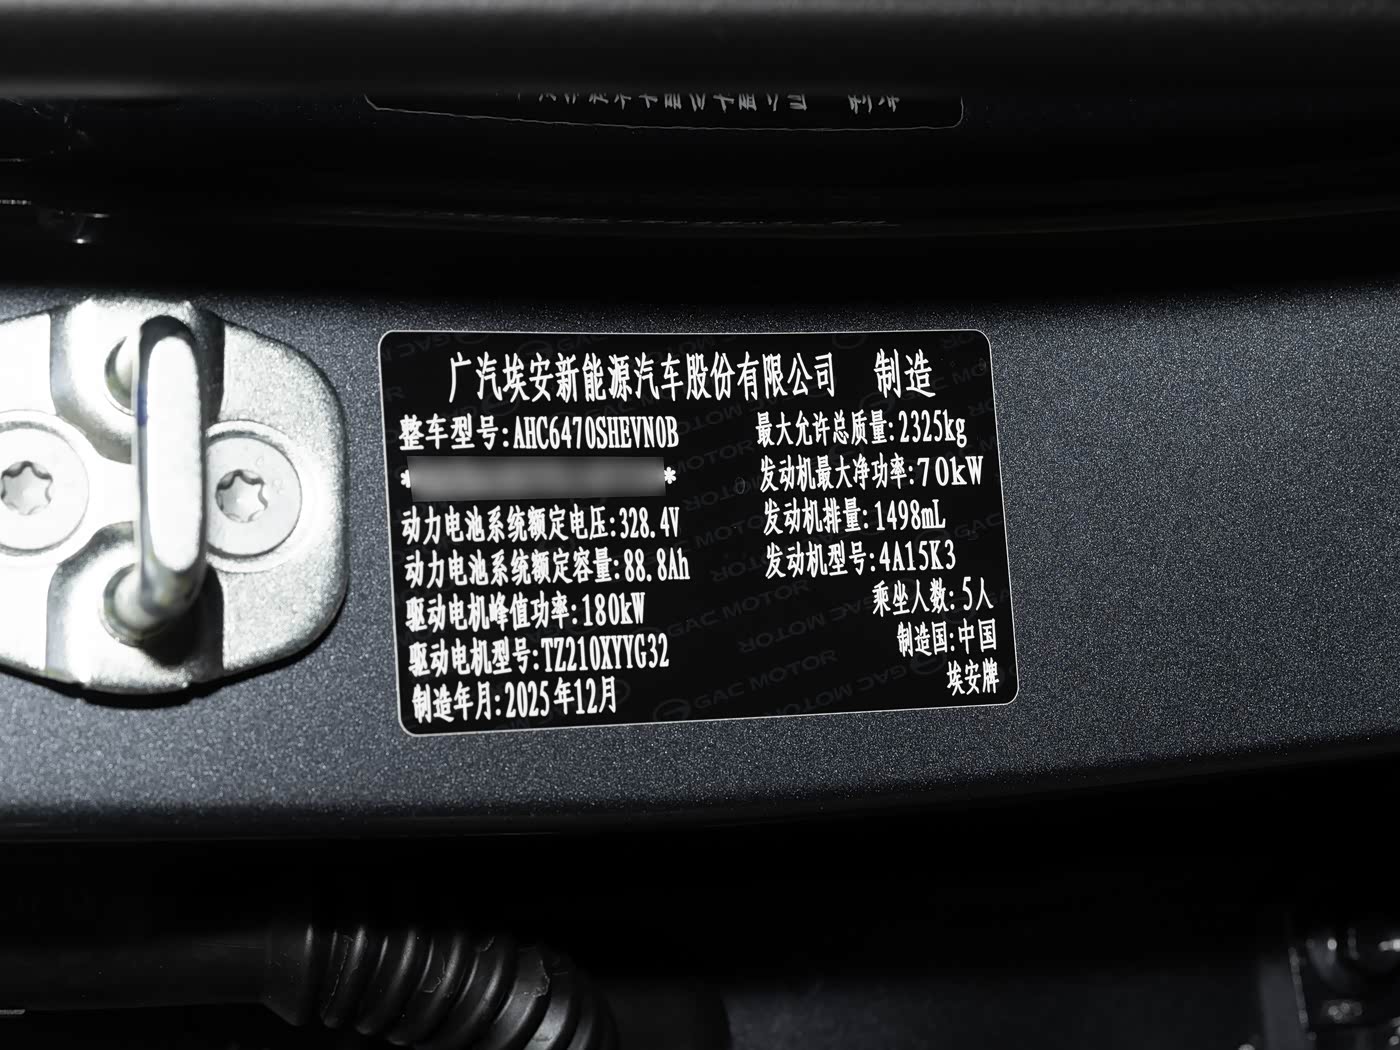 广汽埃安新能源汽车股份有限公司 制造
整车型号:AHC6470SHEVN0B
最大允许总质量:2325kg
* *
发动机最大净功率:70kW
动力电池系统额定电压:328.4V
发动机排量:1498mL
动力电池系统额定容量:88.8Ah
发动机型号:4A15K3
驱动电机峰值功率:180kW
乘坐人数:5人
驱动电机型号:TZ210XYYG32
制造国:中国
制造年月:2025年12月
埃安牌
GAC MOTOR